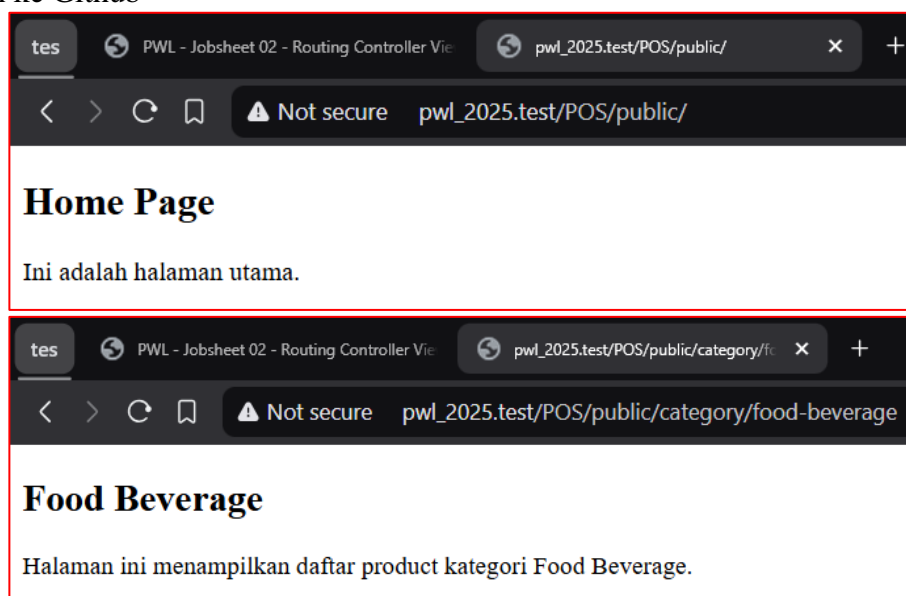 ke Github
tes PWL - Jobsheet 02 - Routing Controller Vie pwl_2025.test/POS/public/
Not secure pwl_2025.test/POS/public/
Home Page
Ini adalah halaman utama.
tes PWL - Jobsheet 02 - Routing Controller Vie pwl_2025.test/POS/public/category/fo
Not secure pwl_2025.test/POS/public/category/food-beverage
Food Beverage
Halaman ini menampilkan daftar product kategori Food Beverage.